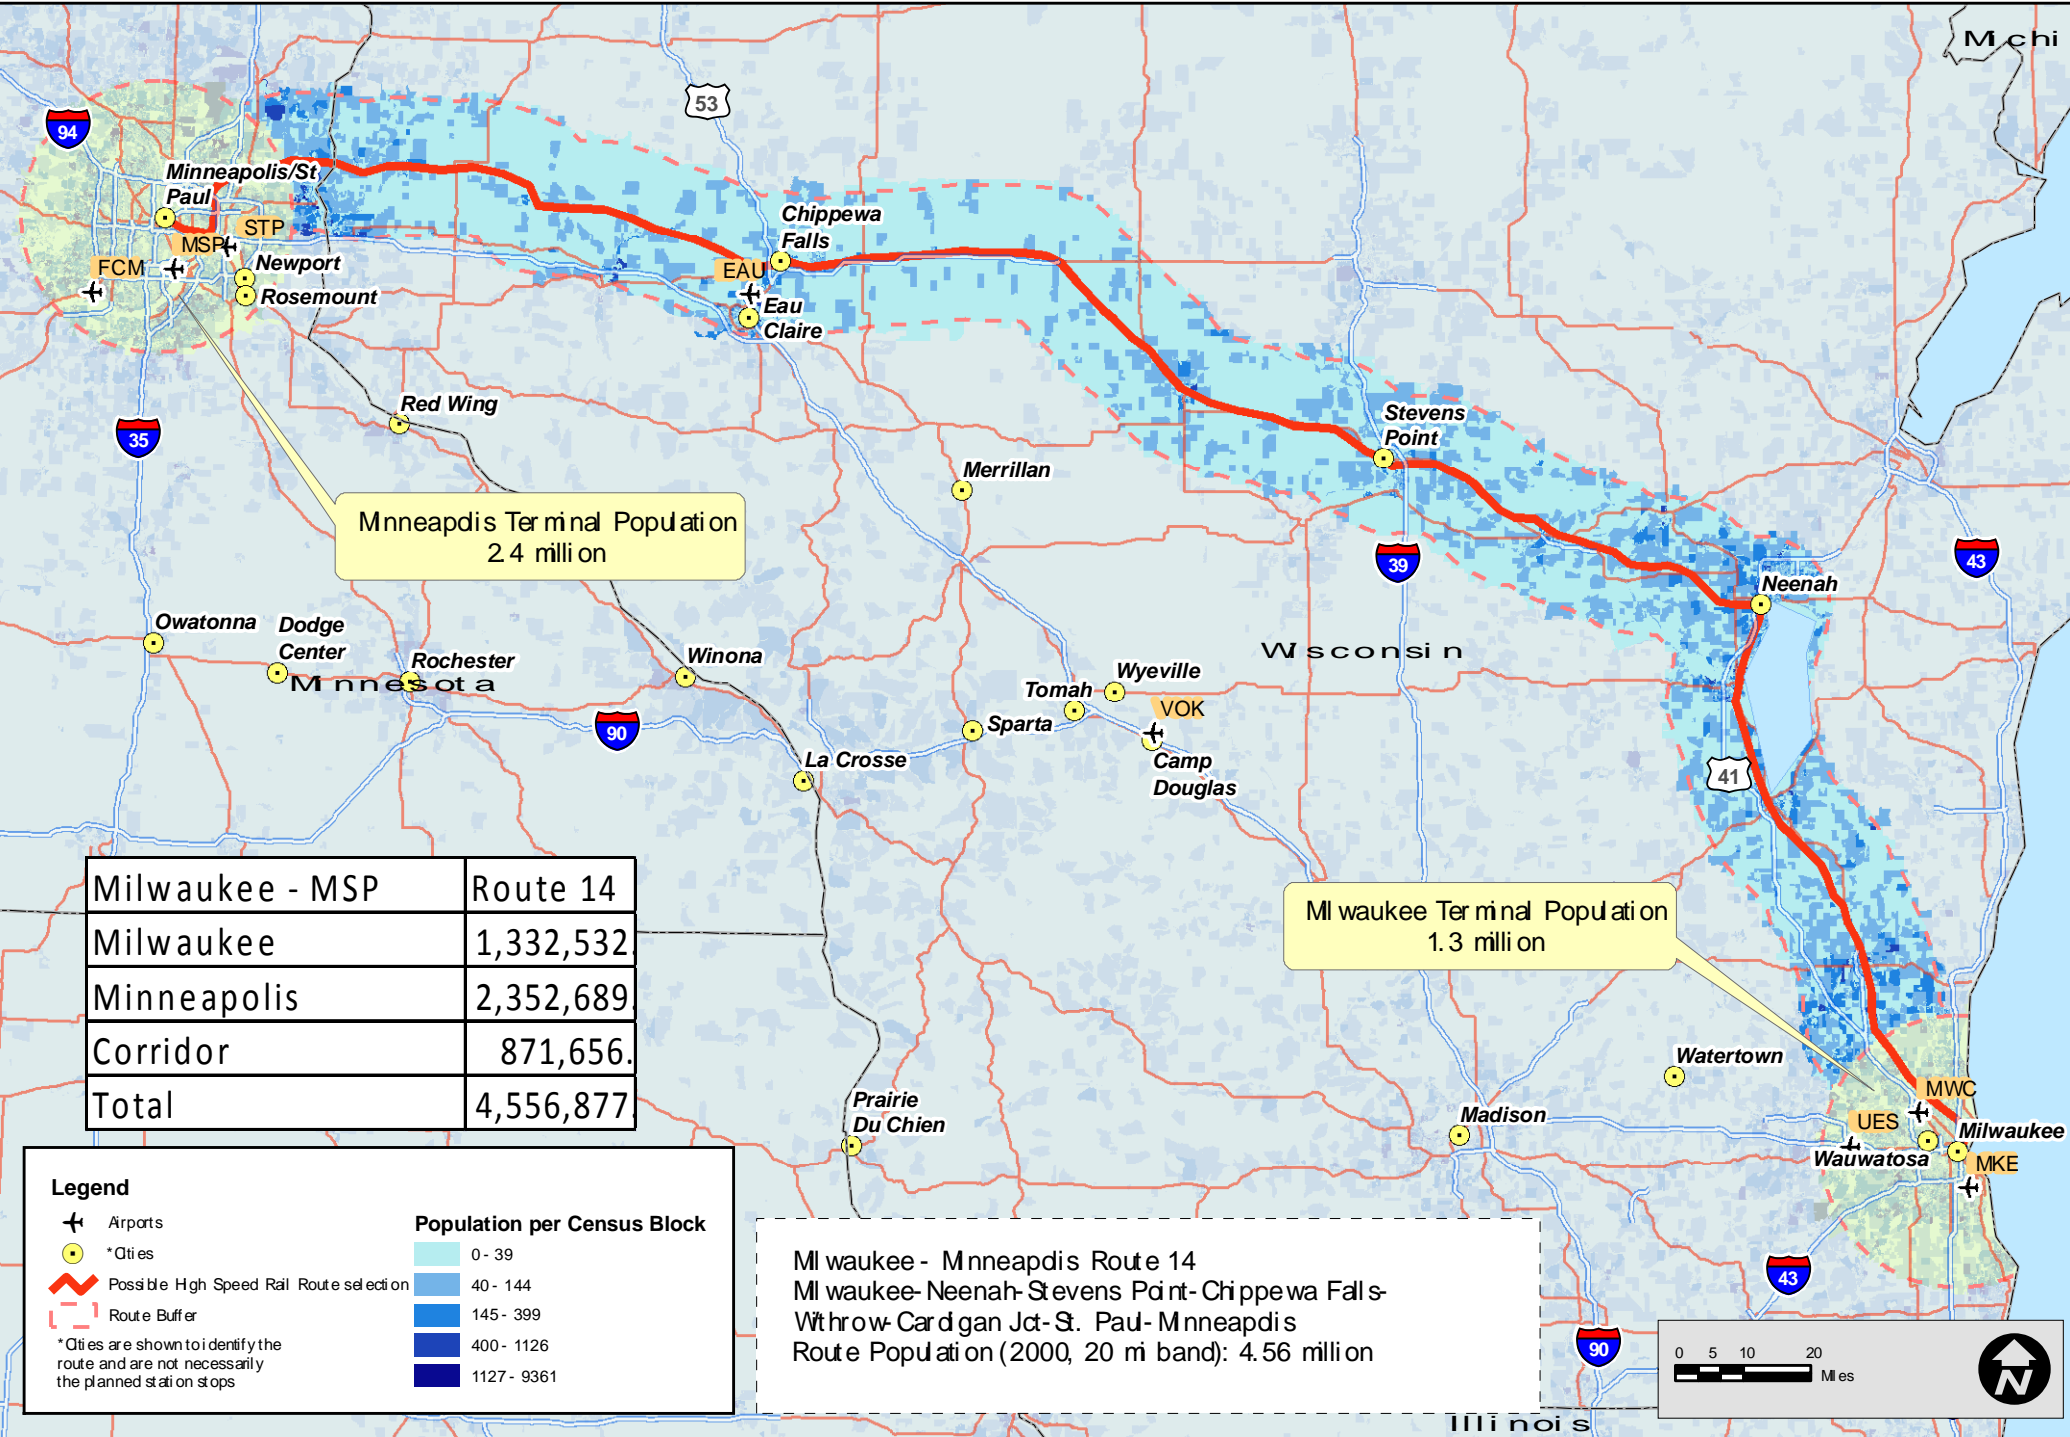 Michi
53
94
Minneapolis/St
Paul
STP
MSP
FCM
Newport
Rosemount
Chippewa
Falls
EAU
Eau
Claire
35
Red Wing
Stevens
Point
Merrillan
Minneapolis Terminal Population
2.4 million
39
43
Neenah
Owatonna
Dodge
Center
Rochester
Minnesota
Winona
Wisconsin
Wyeville
Tomah
VOK
Sparta
90
La Crosse
Camp
Douglas
41
Milwaukee - MSP Route 14
Milwaukee 1,332,532.
Minneapolis 2,352,689.
Corridor 871,656.
Total 4,556,877.
Milwaukee Terminal Population
1.3 million
Watertown
Prairie
Du Chien
Madison
MWC
UES
Milwaukee
Wauwatosa
MKE
43
90
Legend
Airports
*Cities
Possible High Speed Rail Route selection
Route Buffer
*Cities are shown to identify the
route and are not necessarily
the planned station stops
Population per Census Block
0 - 39
40 - 144
145 - 399
400 - 1126
1127 - 9361
Milwaukee - Minneapolis Route 14
Milwaukee-Neenah-Stevens Point-Chippewa Falls-
Withrow-Cardigan Jct-St. Paul-Minneapolis
Route Population (2000, 20 mi band): 4.56 million
0 5 10 20
Miles
N
Illinois